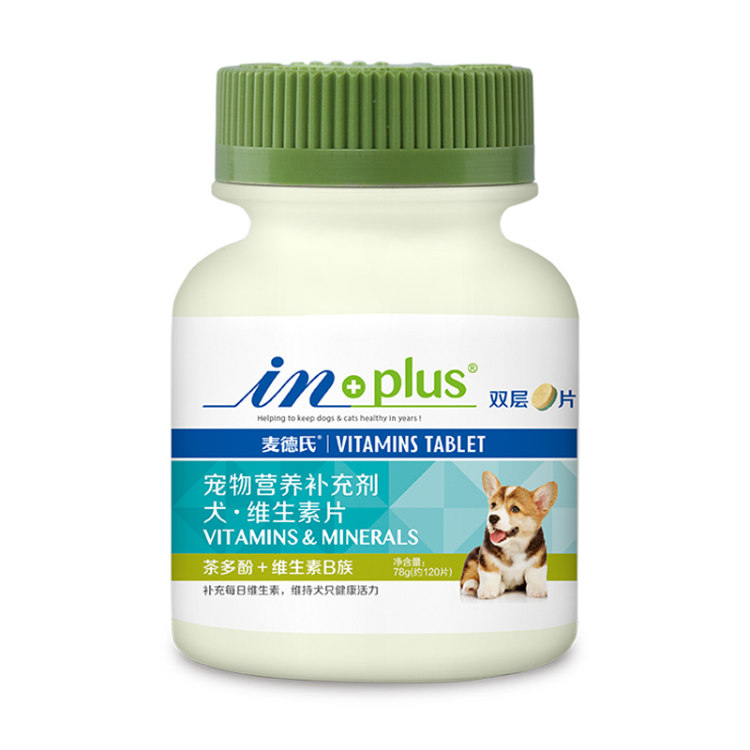 in+plus®
双层片
Helping to keep dogs & cats healthy in years!
麦德氏® | VITAMINS TABLET
宠物营养补充剂
犬·维生素片
VITAMINS & MINERALS
茶多酚+维生素B族
净含量:
78g(约120片)
补充每日维生素,维持犬只健康活力